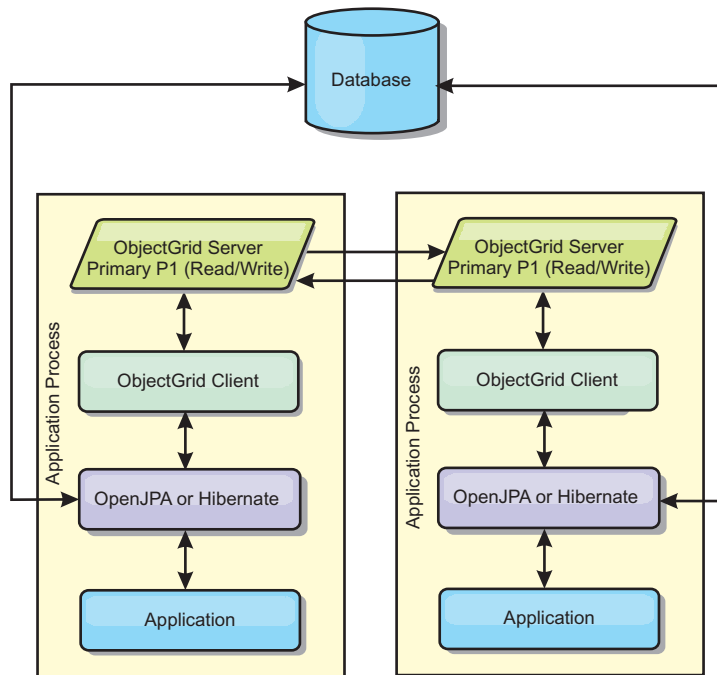 Database
ObjectGrid Server
Primary P1 (Read/Write)
ObjectGrid Client
OpenJPA or Hibernate
Application
Application Process
ObjectGrid Server
Primary P1 (Read/Write)
ObjectGrid Client
OpenJPA or Hibernate
Application
Application Process